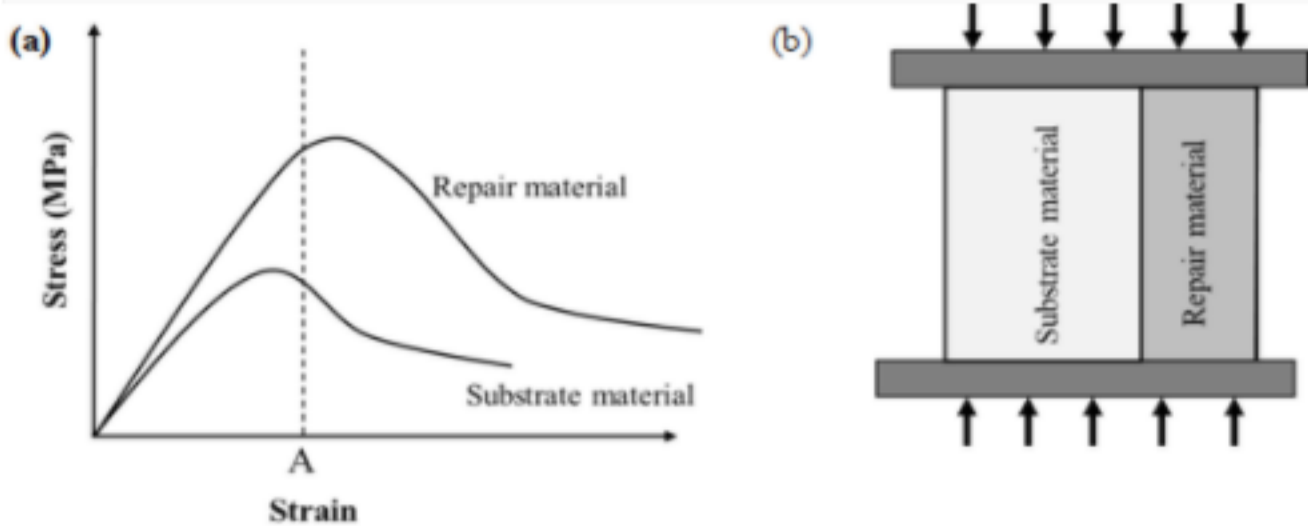 (a)
Stress (MPa)
Repair material
Substrate material
A
Strain
(b)
Substrate material
Repair material